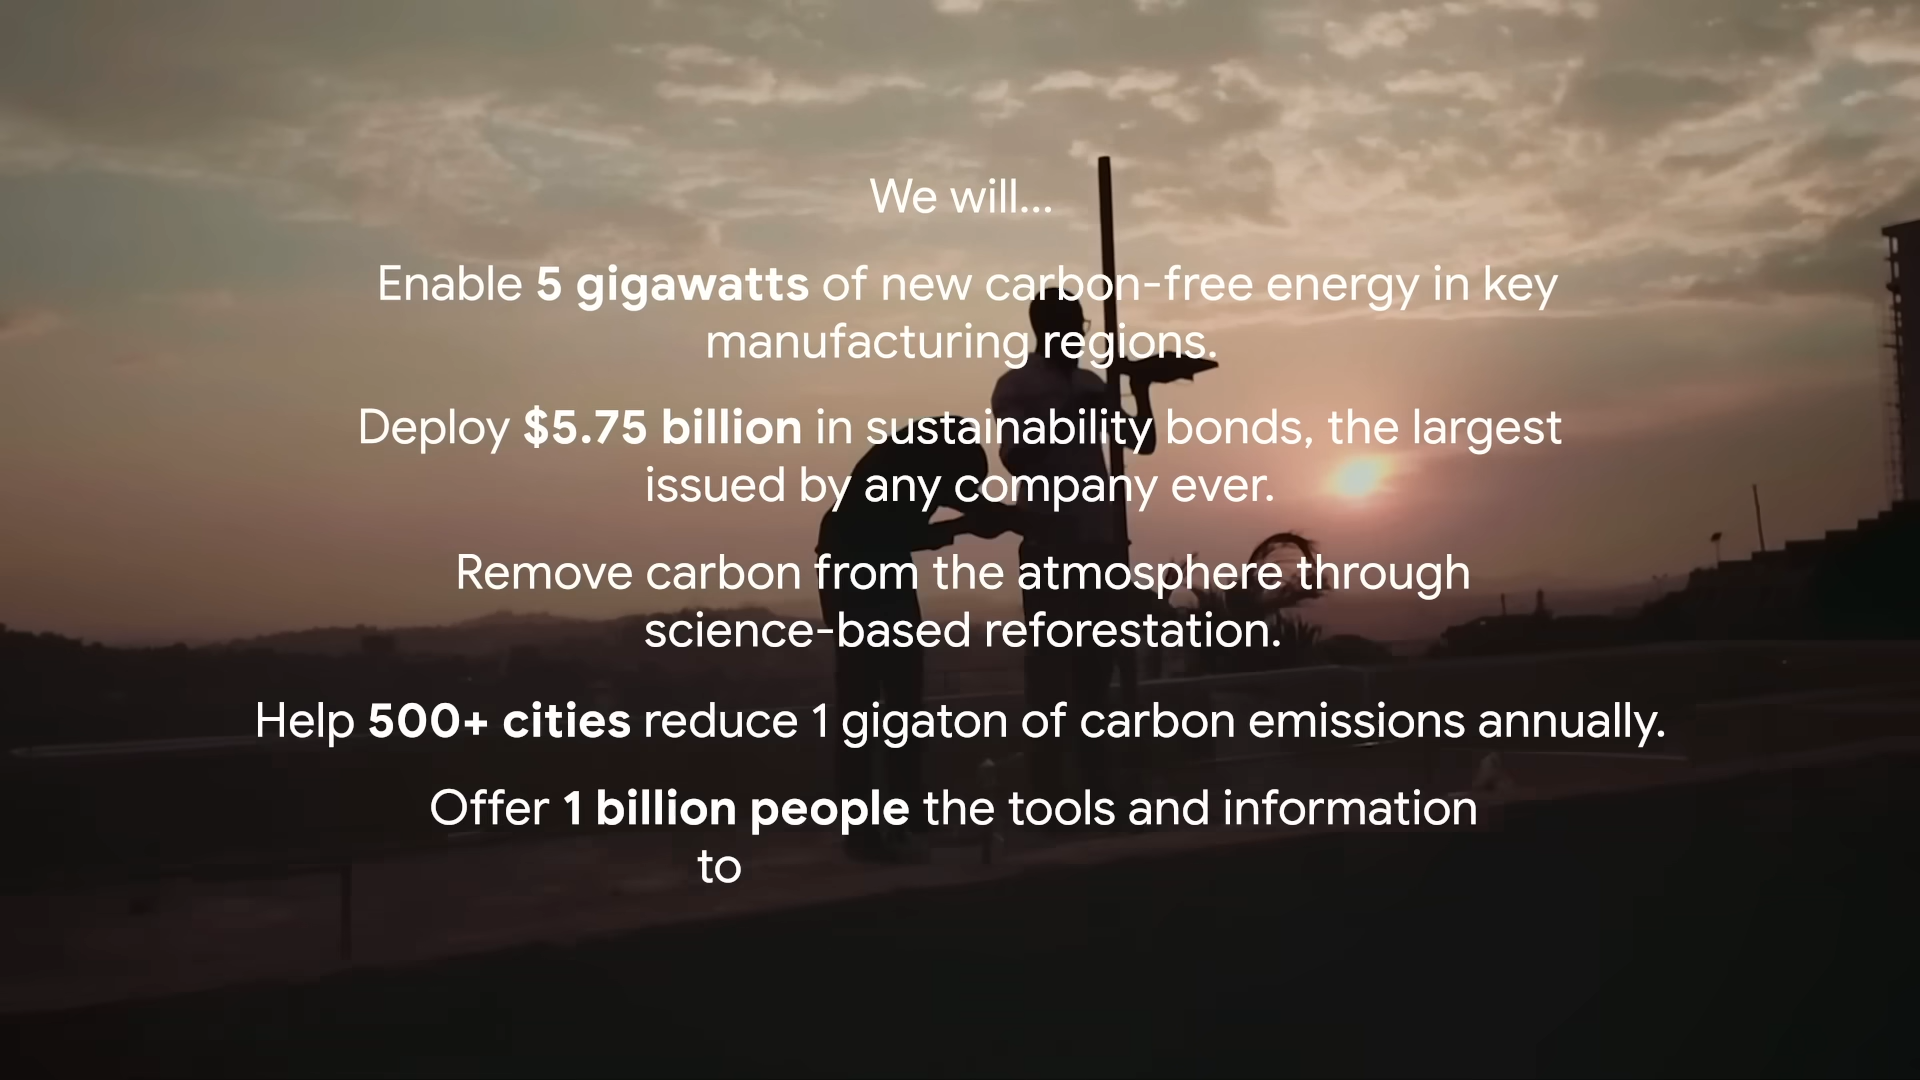 We will...
Enable 5 gigawatts of new carbon-free energy in key
manufacturing regions.
Deploy $5.75 billion in sustainability bonds, the largest
issued by any company ever.
Remove carbon from the atmosphere through
science-based reforestation.
Help 500+ cities reduce 1 gigaton of carbon emissions annually.
Offer 1 billion people the tools and information
to